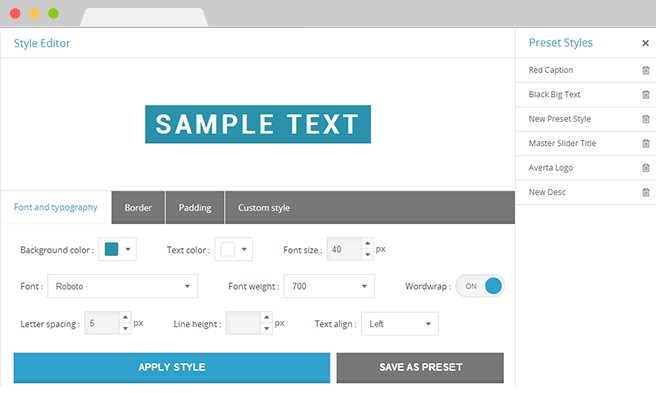 Style Editor
SAMPLE TEXT
Font and typography Border Padding Custom style
Background color : Text color : Font size : 40 px
Font : Roboto Font weight : 700 Wordwrap : ON
Letter spacing : 5 px Line height : px Text align : Left
APPLY STYLE SAVE AS PRESET
Preset Styles ×
Red Caption
Black Big Text
New Preset Style
Master Slider Title
Averta Logo
New Desc